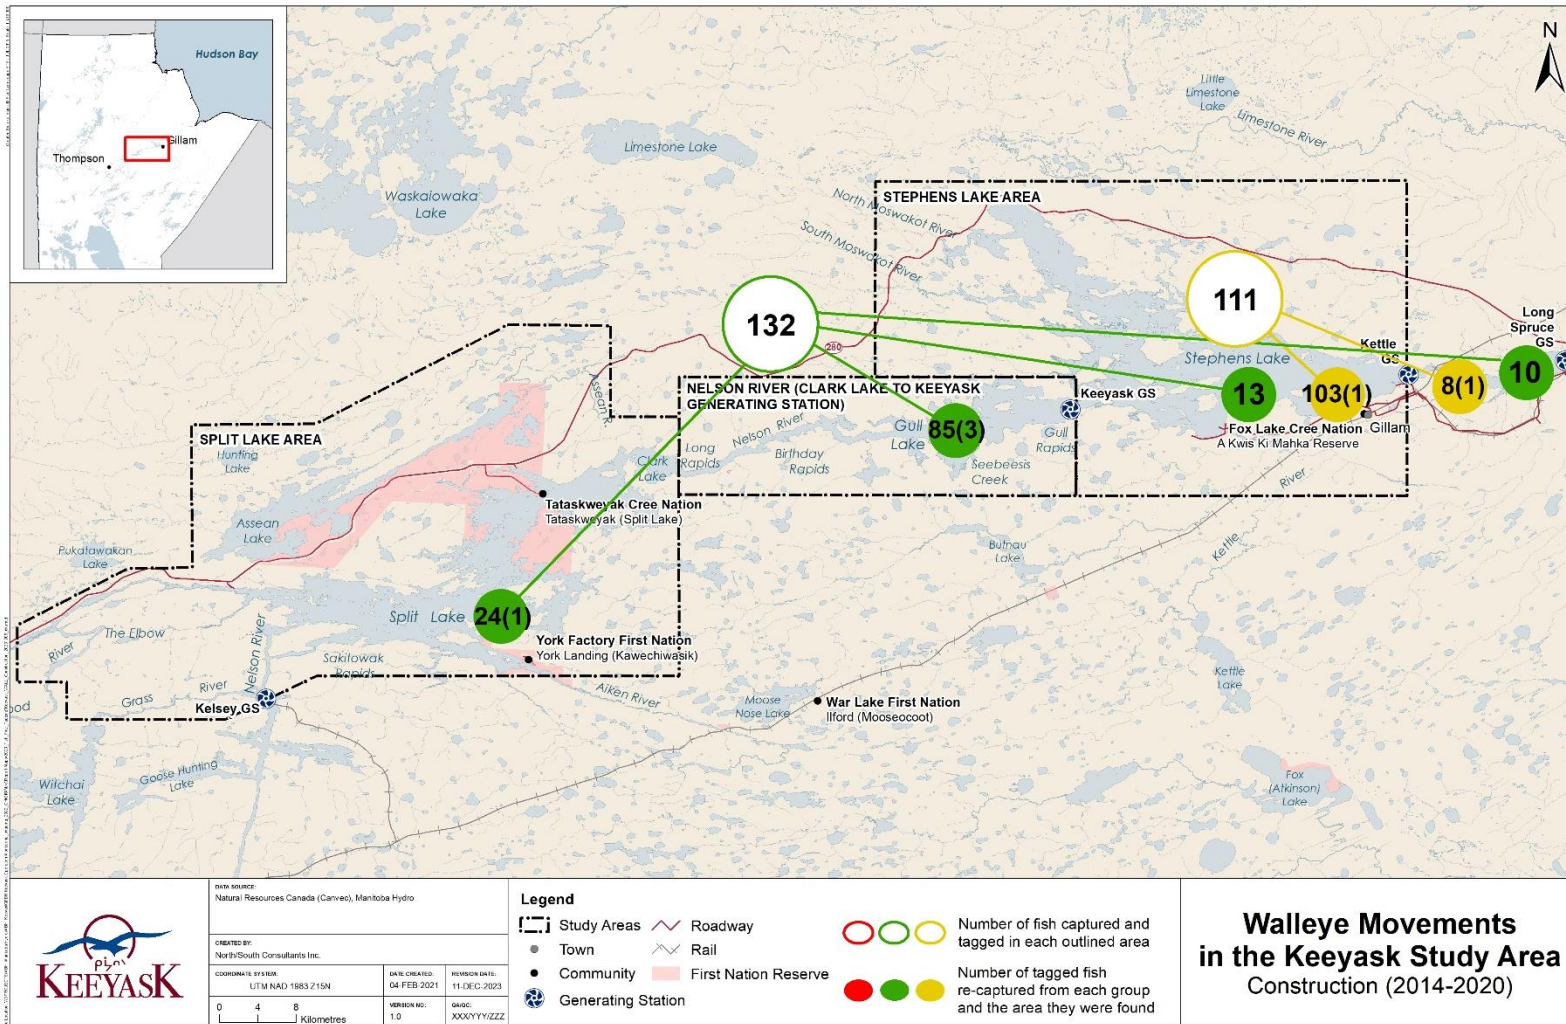 Hudson Bay
Gillam
Thompson
N
Little
Limestone
Lake
Limestone River
Limestone Lake
Waskaiowaka
Lake
North Moswakot River
South Moswakot River
STEPHENS LAKE AREA
132
111
280
Long
Spruce
GS
Kettle
GS
Stephens Lake
10
13
103(1)
8(1)
NELSON RIVER (CLARK LAKE TO KEEYASK
GENERATING STATION)
Keeyask GS
Assean R.
Fox Lake Cree Nation
A Kwis Ki Mahka Reserve
Gillam
Gull
Lake
85(3)
Gull
Rapids
Nelson River
Long
Rapids
Birthday
Rapids
Seebeesis
Creek
Clark
Lake
SPLIT LAKE AREA
Hunting
Lake
River
Kettle
Tataskweyak Cree Nation
Tataskweyak (Split Lake)
Assean
Lake
Butnau
Lake
Pukatawakan
Lake
Split Lake
24(1)
The Elbow
River
York Factory First Nation
York Landing (Kawechiwasik)
Sakitowak
Rapids
Nelson River
Grass River
Kelsey GS
Aiken River
Moose
Nose Lake
War Lake First Nation
Ilford (Mooseocoot)
Kettle
Lake
ood
Witchai
Lake
Goose Hunting
Lake
Fox
(Atkinson)
Lake
KEEYASK
DATA SOURCE:
Natural Resources Canada (Canvec), Manitoba Hydro
CREATED BY:
North/South Consultants Inc.
COORDINATE SYSTEM:
UTM NAD 1983 Z15N
DATE CREATED:
04-FEB-2021
REVISION DATE:
11-DEC-2023
0 4 8
Kilometres
VERSION NO:
1.0
QA/QC:
XXX/YYY/ZZZ
Legend
Study Areas
Roadway
Town
Rail
Community
First Nation Reserve
Generating Station
Number of fish captured and
tagged in each outlined area
Number of tagged fish
re-captured from each group
and the area they were found
Walleye Movements
in the Keeyask Study Area
Construction (2014-2020)